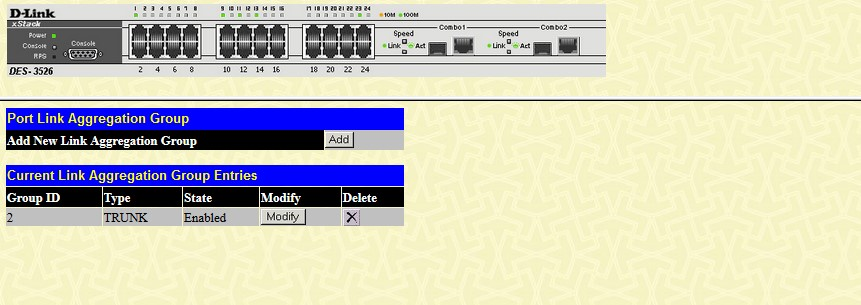 D-Link
xStack
Power
Console
RPS
Console
DES-3526
1 2 3 4 5 6 7 8
9 10 11 12 13 14 15 16
17 18 19 20 21 22 23 24
10M 100M
2 4 6 8
10 12 14 16
18 20 22 24
Combo1
Speed
Link Act
Combo2
Speed
Link Act
Port Link Aggregation Group
Add New Link Aggregation Group Add
Current Link Aggregation Group Entries
Group ID Type State Modify Delete
2 TRUNK Enabled Modify X